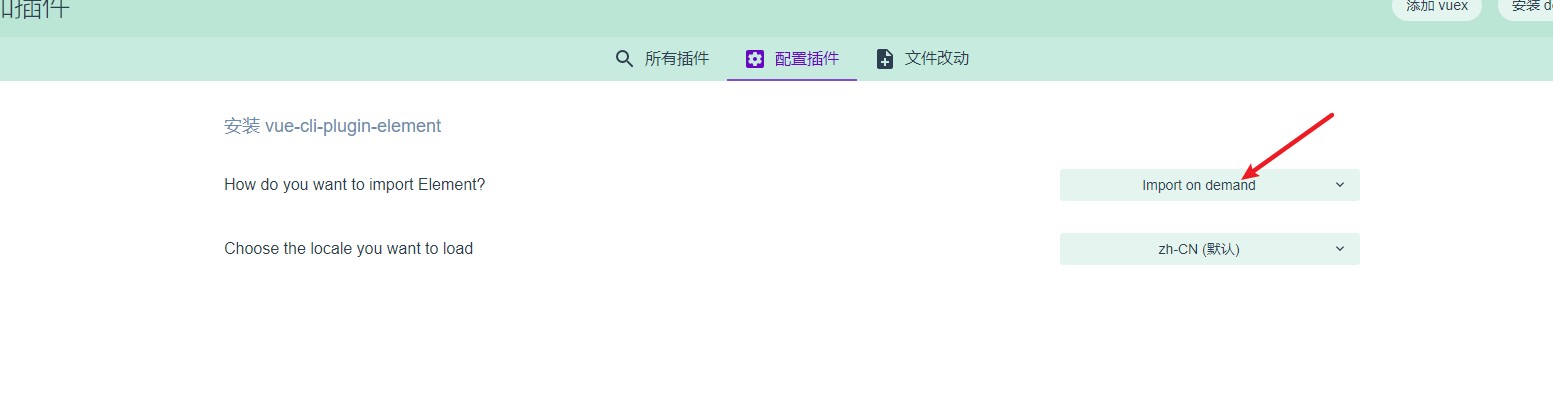 插件
添加 vuex
安装 d
所有插件
配置插件
文件改动
安装 vue-cli-plugin-element
How do you want to import Element?
Import on demand
Choose the locale you want to load
zh-CN (默认)